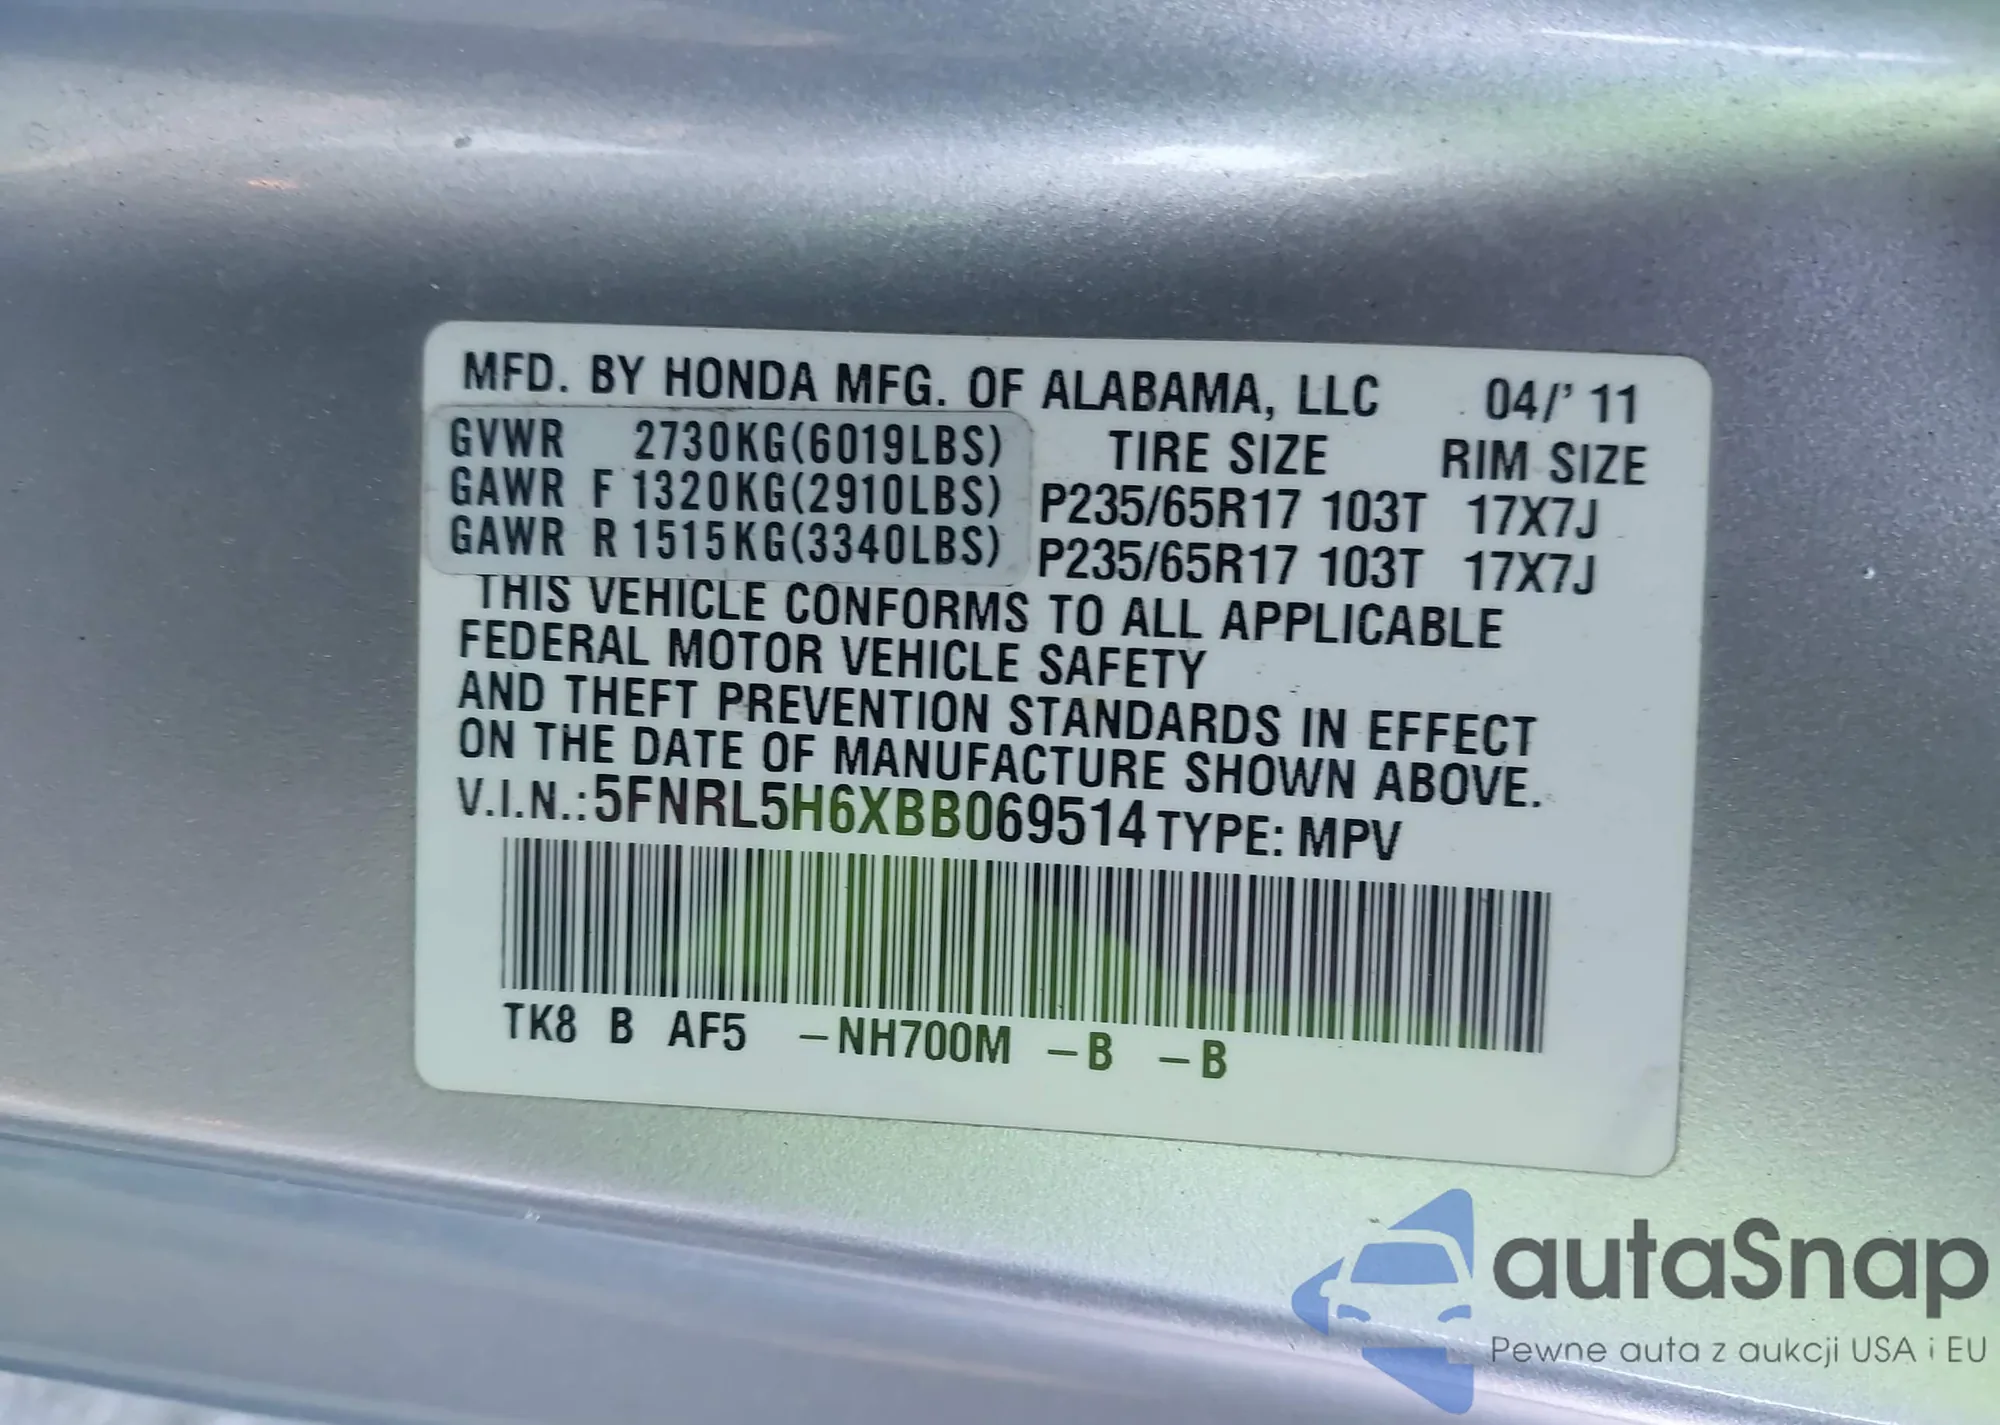 MFD. BY HONDA MFG. OF ALABAMA, LLC 04/'11
GVWR 2730KG(6019LBS) TIRE SIZE RIM SIZE
GAWR F 1320KG(2910LBS) P235/65R17 103T 17X7J
GAWR R 1515KG(3340LBS) P235/65R17 103T 17X7J
THIS VEHICLE CONFORMS TO ALL APPLICABLE
FEDERAL MOTOR VEHICLE SAFETY
AND THEFT PREVENTION STANDARDS IN EFFECT
ON THE DATE OF MANUFACTURE SHOWN ABOVE.
V.I.N.:5FNRL5H6XBB069514 TYPE: MPV
TK8 B AF5 –NH700M –B –B
autaSnap
Pewne auta z aukcji USA i EU